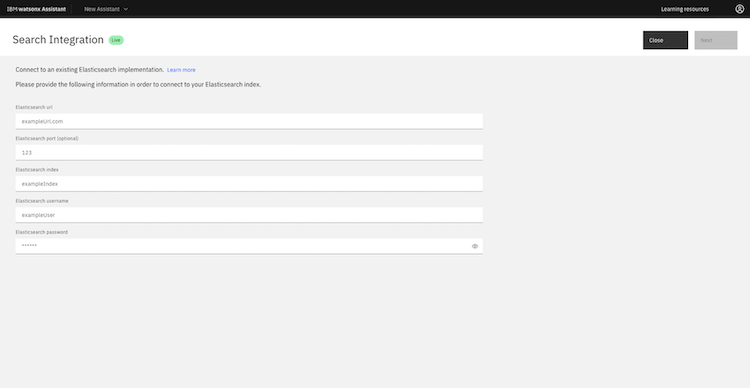 IBM watsonx Assistant New Assistant Learning resources
Search Integration Live Close Next
Connect to an existing Elasticsearch implementation. Learn more
Please provide the following information in order to connect to your Elasticsearch index.
Elasticsearch url
exampleUrl.com
Elasticsearch port (optional)
123
Elasticsearch index
exampleIndex
Elasticsearch username
exampleUser
Elasticsearch password
******